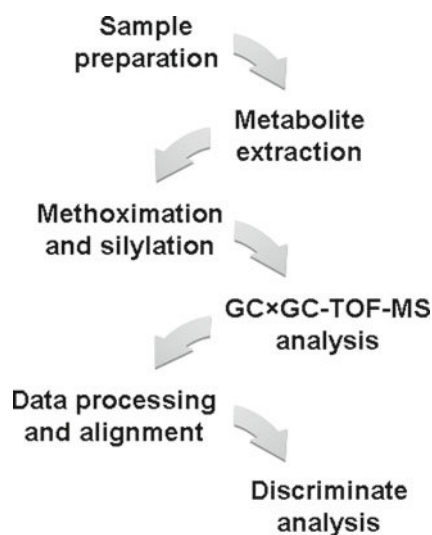 Sample
preparation
Metabolite
extraction
Methoximation
and silylation
GC×GC-TOF-MS
analysis
Data processing
and alignment
Discriminate
analysis